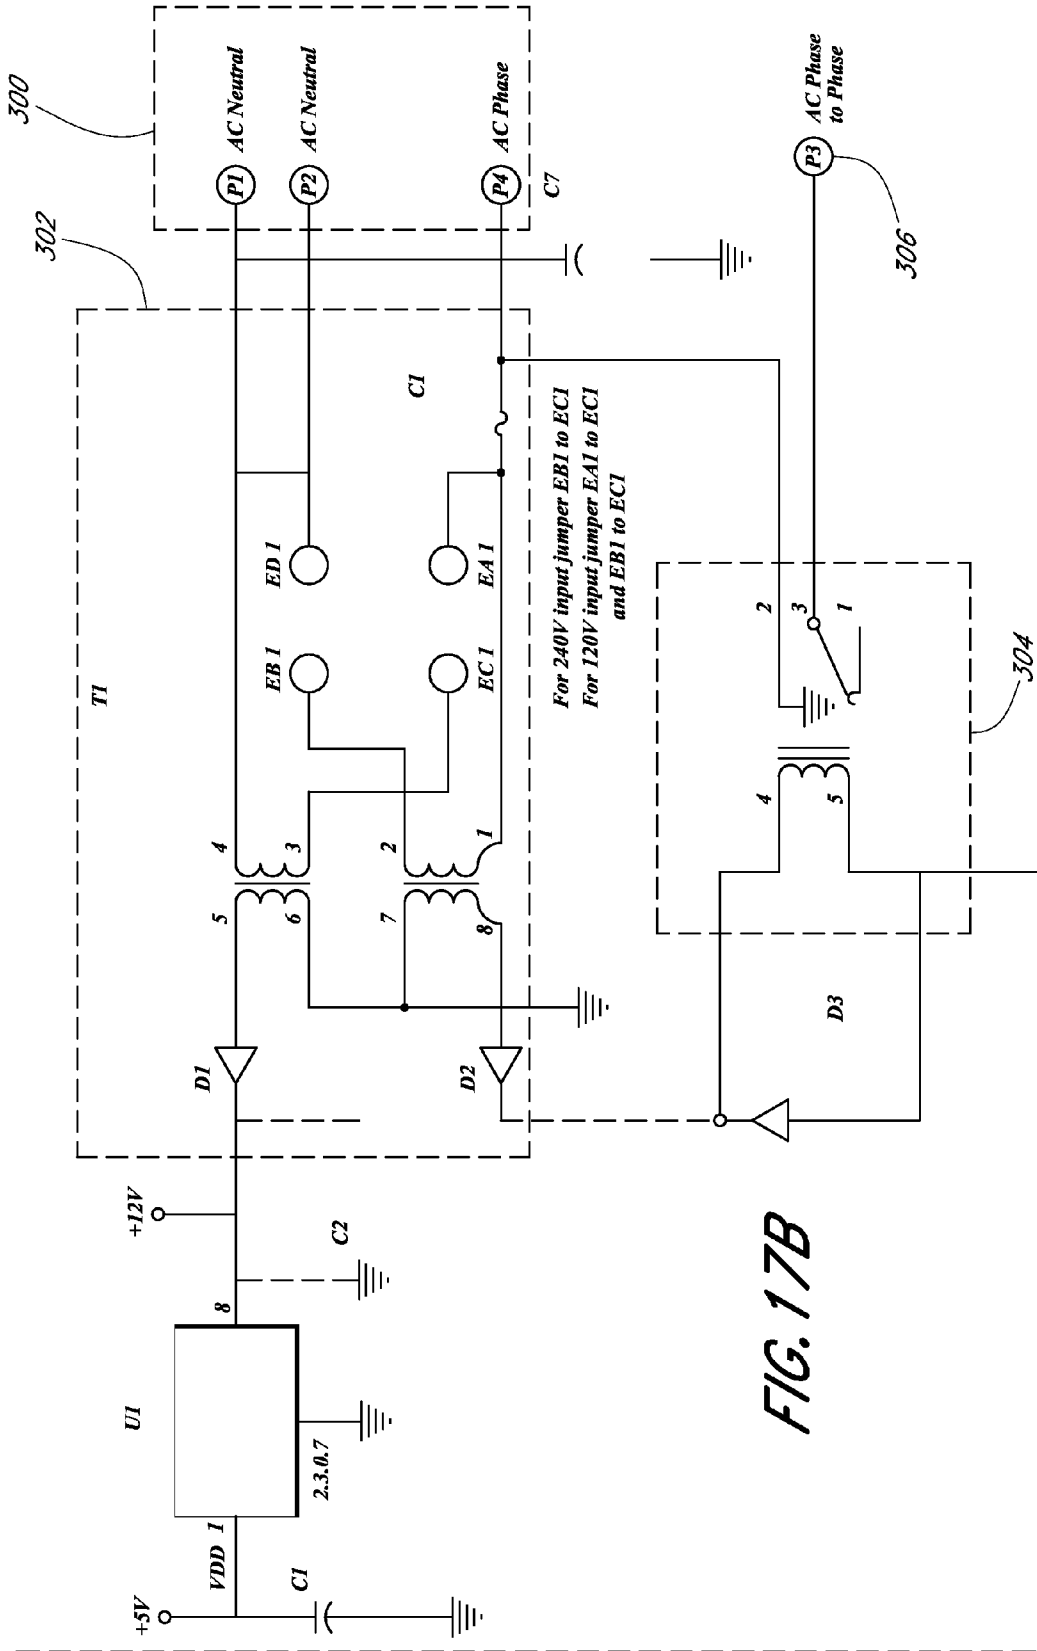 300
302
P1
AC Neutral
P2
AC Neutral
P4
AC Phase
C7
P3
AC Phase
to Phase
306
T1
C1
ED 1
EB 1
EA 1
EC 1
For 240V input jumper EB1 to EC1
For 120V input jumper EA1 to EC1
and EB1 to EC1
4
3
5
6
2
1
7
8
D1
D2
2
3
1
4
5
304
D3
+12V
C2
8
U1
2.3.0.7
VDD 1
+5V
C1
FIG. 17B